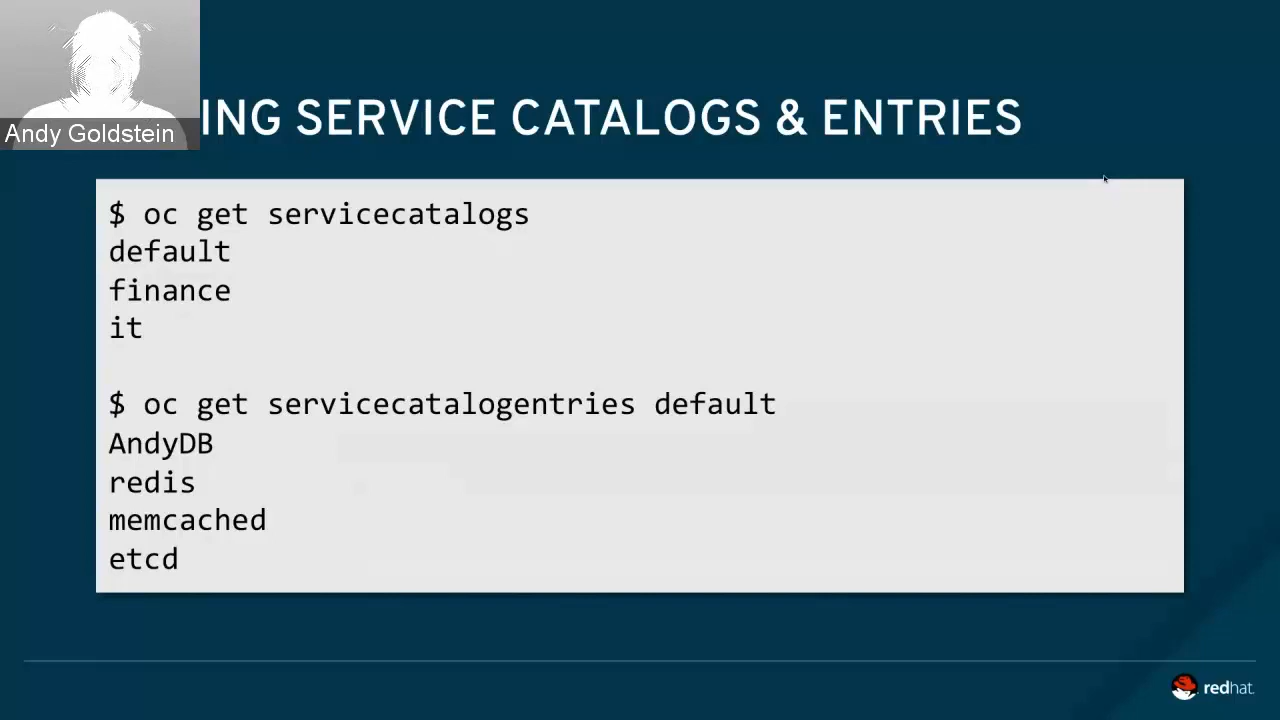 Andy Goldstein
ING SERVICE CATALOGS & ENTRIES
$ oc get servicecatalogs
default
finance
it
$ oc get servicecatalogentries default
AndyDB
redis
memcached
etcd
redhat.